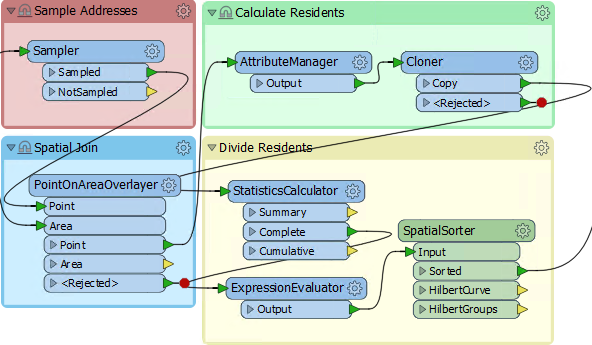 Sample Addresses
Sampler
Sampled
NotSampled
Calculate Residents
AttributeManager
Output
Cloner
Copy
<Rejected>
Spatial Join
PointOnAreaOverlayer
Point
Area
Point
Area
<Rejected>
Divide Residents
StatisticsCalculator
Summary
Complete
Cumulative
ExpressionEvaluator
Output
SpatialSorter
Input
Sorted
HilbertCurve
HilbertGroups